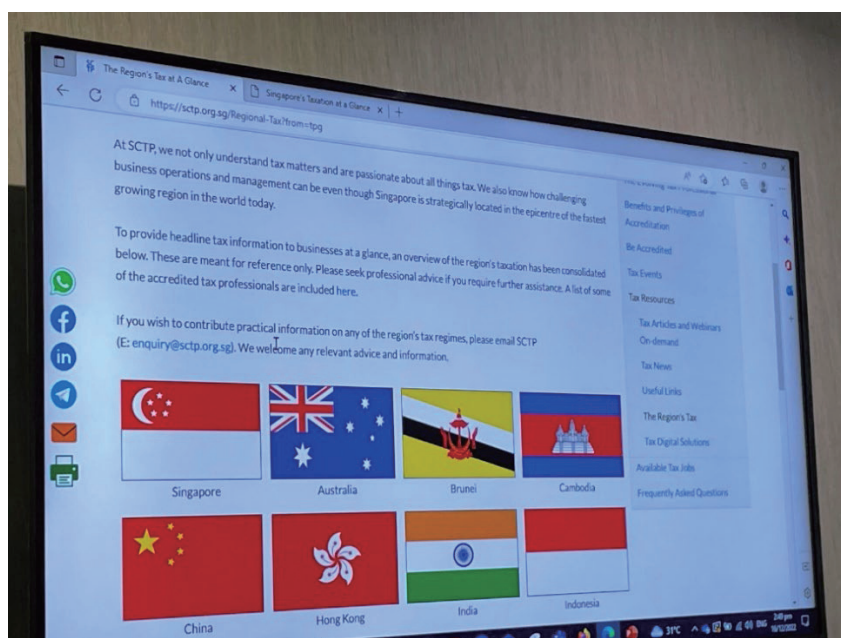 The Region's Tax at A Glance
Singapore's Taxation at a Glance
https://sctp.org.sg/Regional-Tax?from=tpg
At SCTP, we not only understand tax matters and are passionate about all things tax. We also know how challenging
business operations and management can be even though Singapore is strategically located in the epicentre of the fastest
growing region in the world today.
To provide headline tax information to businesses at a glance, an overview of the region's taxation has been consolidated
below. These are meant for reference only. Please seek professional advice if you require further assistance. A list of some
of the accredited tax professionals are included here.
If you wish to contribute practical information on any of the region's tax regimes, please email SCTP
(E: enquiry@sctp.org.sg). We welcome any relevant advice and information.
Singapore
Australia
Brunei
Cambodia
China
Hong Kong
India
Indonesia
Benefits and Privileges of
Accreditation
Be Accredited
Tax Events
Tax Resources
Tax Articles and Webinars
On-demand
Tax News
Useful Links
The Region's Tax
Tax Digital Solutions
Available Tax Jobs
Frequently Asked Questions
31°C
ENG
2:49 pm
16/12/2022